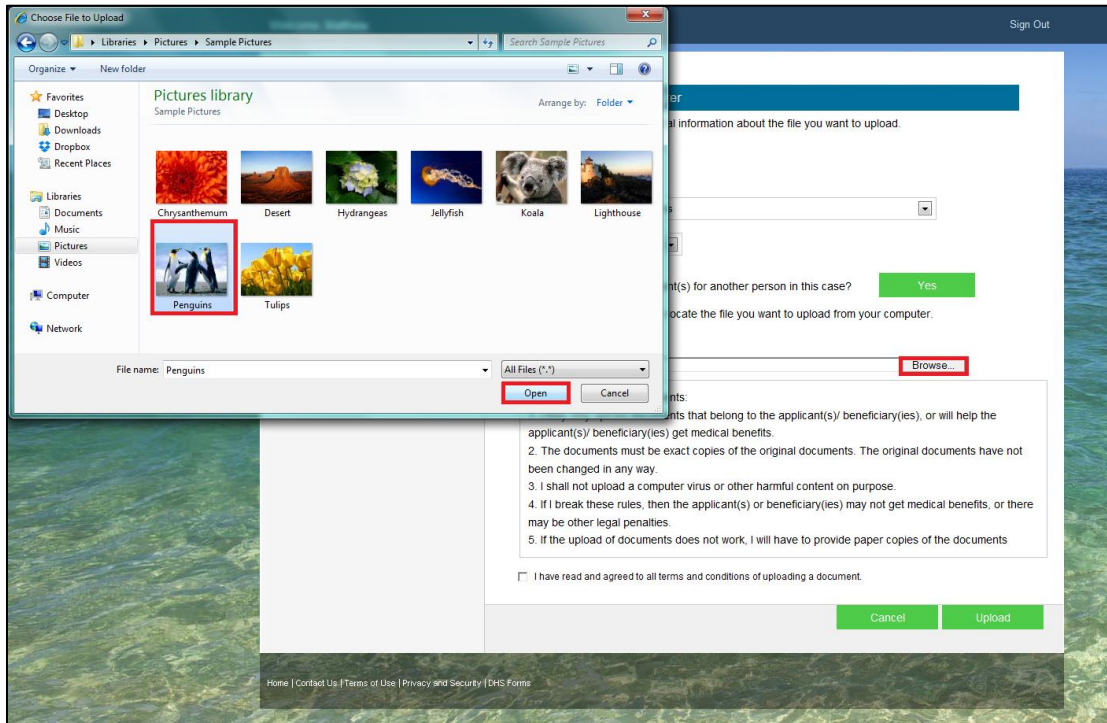 Choose File to Upload
Sign Out
Libraries ▸ Pictures ▸ Sample Pictures
Search Sample Pictures
Organize
New folder
Favorites
Desktop
Downloads
Dropbox
Recent Places
Libraries
Documents
Music
Pictures
Videos
Computer
Network
Pictures library
Sample Pictures
Arrange by: Folder
Chrysanthemum
Desert
Hydrangeas
Jellyfish
Koala
Lighthouse
Penguins
Tulips
File name: Penguins
All Files (*.*)
Open
Cancel
information about the file you want to upload.
for another person in this case?
Yes
the file you want to upload from your computer.
Browse...
that belong to the applicant(s)/ beneficiary(ies), or will help the
applicant(s)/ beneficiary(ies) get medical benefits.
2. The documents must be exact copies of the original documents. The original documents have not
been changed in any way.
3. I shall not upload a computer virus or other harmful content on purpose.
4. If I break these rules, then the applicant(s) or beneficiary(ies) may not get medical benefits, or there
may be other legal penalties.
5. If the upload of documents does not work, I will have to provide paper copies of the documents
I have read and agreed to all terms and conditions of uploading a document.
Cancel
Upload
Home | Contact Us | Terms of Use | Privacy and Security | DHS Forms